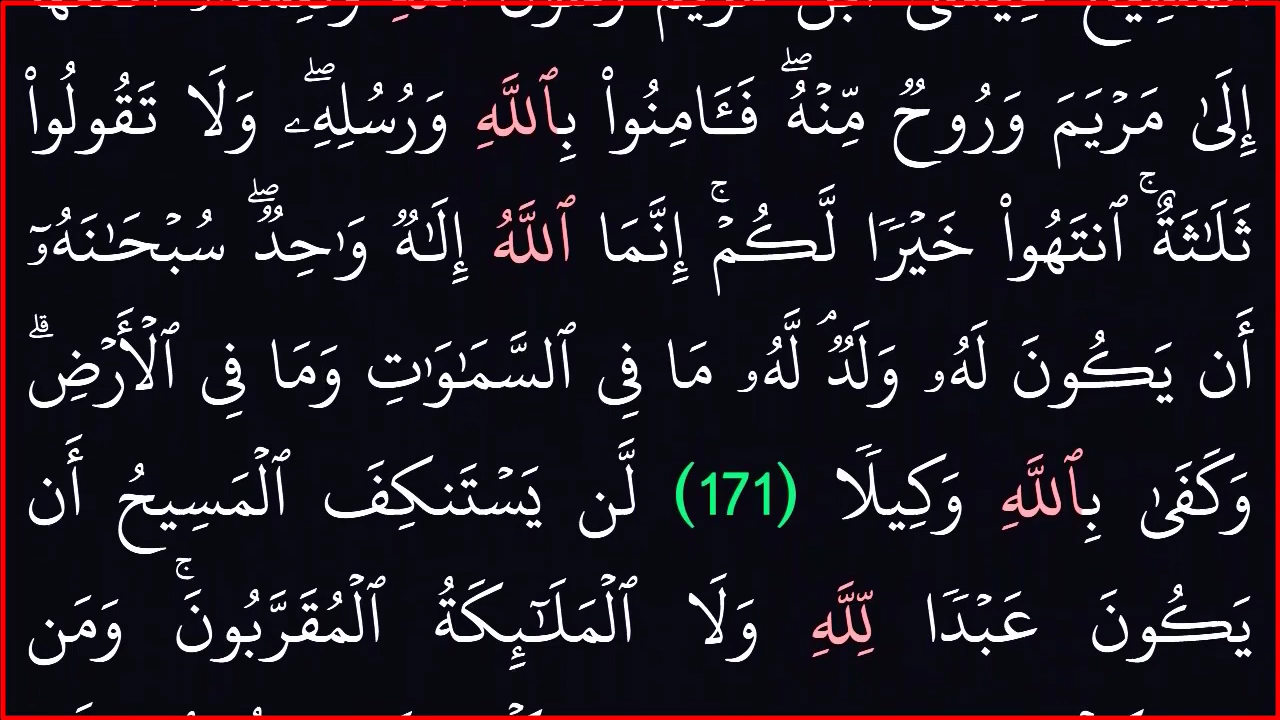 إِلَىٰ مَرْيَمَ وَرُوحٌ مِّنْهُ ۖ فَـَٔامِنُوا۟ بِٱللَّهِ وَرُسُلِهِۦ ۖ وَلَا تَقُولُوا۟
ثَلَـٰثَةٌ ۚ ٱنتَهُوا۟ خَيْرًا لَّكُمْ ۚ إِنَّمَا ٱللَّهُ إِلَـٰهٌ وَٰحِدٌ ۖ سُبْحَـٰنَهُۥٓ
أَن يَكُونَ لَهُۥ وَلَدٌ ۘ لَّهُۥ مَا فِى ٱلسَّمَـٰوَٰتِ وَمَا فِى ٱلْأَرْضِ ۗ
وَكَفَىٰ بِٱللَّهِ وَكِيلًا (171) لَّن يَسْتَنكِفَ ٱلْمَسِيحُ أَن
يَكُونَ عَبْدًا لِّلَّهِ وَلَا ٱلْمَلَـٰٓئِكَةُ ٱلْمُقَرَّبُونَ ۚ وَمَن